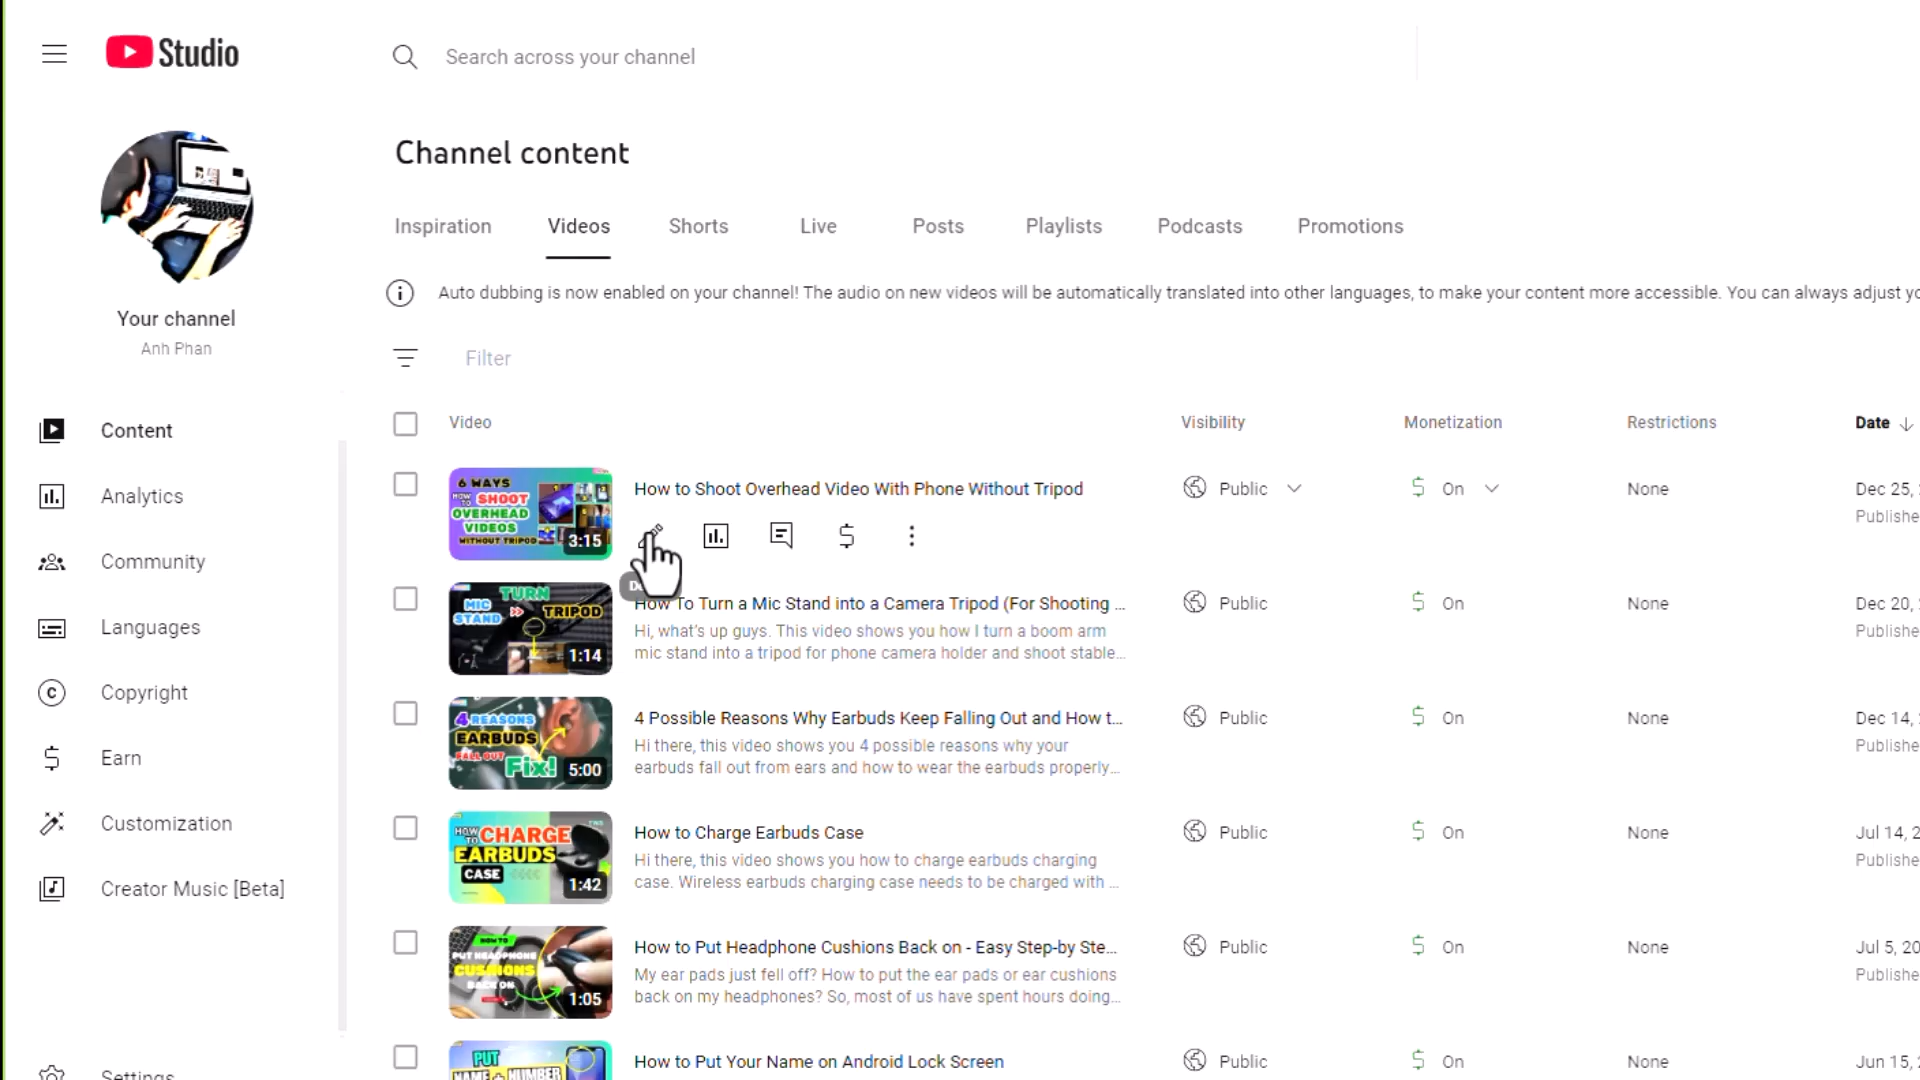 Studio
Search across your channel
Channel content
Inspiration Videos Shorts Live Posts Playlists Podcasts Promotions
Auto dubbing is now enabled on your channel! The audio on new videos will be automatically translated into other languages, to make your content more accessible. You can always adjust
Filter
Your channel
Anh Phan
Content
Analytics
Community
Languages
Copyright
Earn
Customization
Creator Music [Beta]
Settings
Video Visibility Monetization Restrictions Date
6 WAYS
HOW TO SHOOT
OVERHEAD
VIDEOS
WITHOUT TRIPOD
3:15
How to Shoot Overhead Video With Phone Without Tripod
Public On None Dec 25,
TURN
MIC
STAND
TRIPOD
1:14
How To Turn a Mic Stand into a Camera Tripod (For Shooting ...
Hi, what's up guys. This video shows you how I turn a boom arm
mic stand into a tripod for phone camera holder and shoot stable...
Public On None Dec 20,
4 REASONS
EARBUDS
FALL OUT
Fix!
5:00
4 Possible Reasons Why Earbuds Keep Falling Out and How t...
Hi there, this video shows you 4 possible reasons why your
earbuds fall out from ears and how to wear the earbuds properly...
Public On None Dec 14,
HOW TO CHARGE
EARBUDS
CASE
1:42
How to Charge Earbuds Case
Hi there, this video shows you how to charge earbuds charging
case. Wireless earbuds charging case needs to be charged with ...
Public On None Jul 14, 2
HOW TO
PUT HEADPHONE
CUSHIONS
BACK ON
1:05
How to Put Headphone Cushions Back on - Easy Step-by Ste...
My ear pads just fell off? How to put the ear pads or ear cushions
back on my headphones? So, most of us have spent hours doing...
Public On None Jul 5, 20
PUT
NAME + NUMBER
How to Put Your Name on Android Lock Screen
Public On None Jun 15,